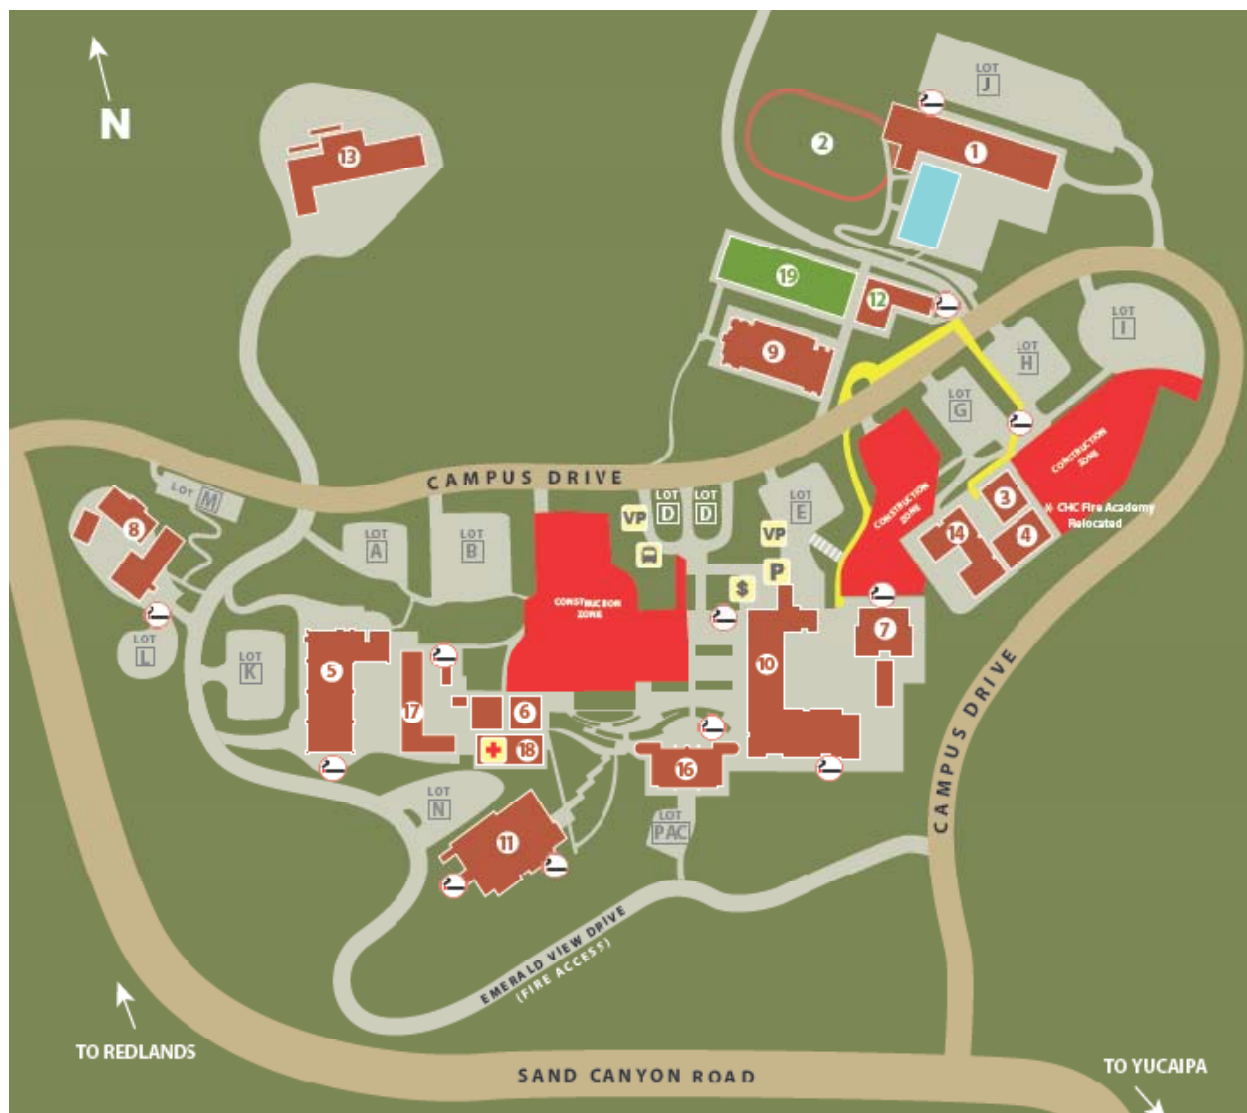 N
LOT
J
13
2
1
19
12
LOT
I
9
LOT
H
LOT
G
CONSTRUCTION
ZONE
CAMPUS DRIVE
LOT M
8
LOT
A
LOT
B
VP
LOT
D
LOT
D
LOT
E
VP
CONSTRUCTION
ZONE
3
CHC Fire Academy
Relocated
14
4
P
$
CONSTRUCTION
ZONE
7
LOT
L
LOT
K
5
10
17
6
18
16
CAMPUS DRIVE
LOT
N
LOT
PAC
11
EMERALD VIEW DRIVE
(FIRE ACCESS)
TO REDLANDS
SAND CANYON ROAD
TO YUCAIPA